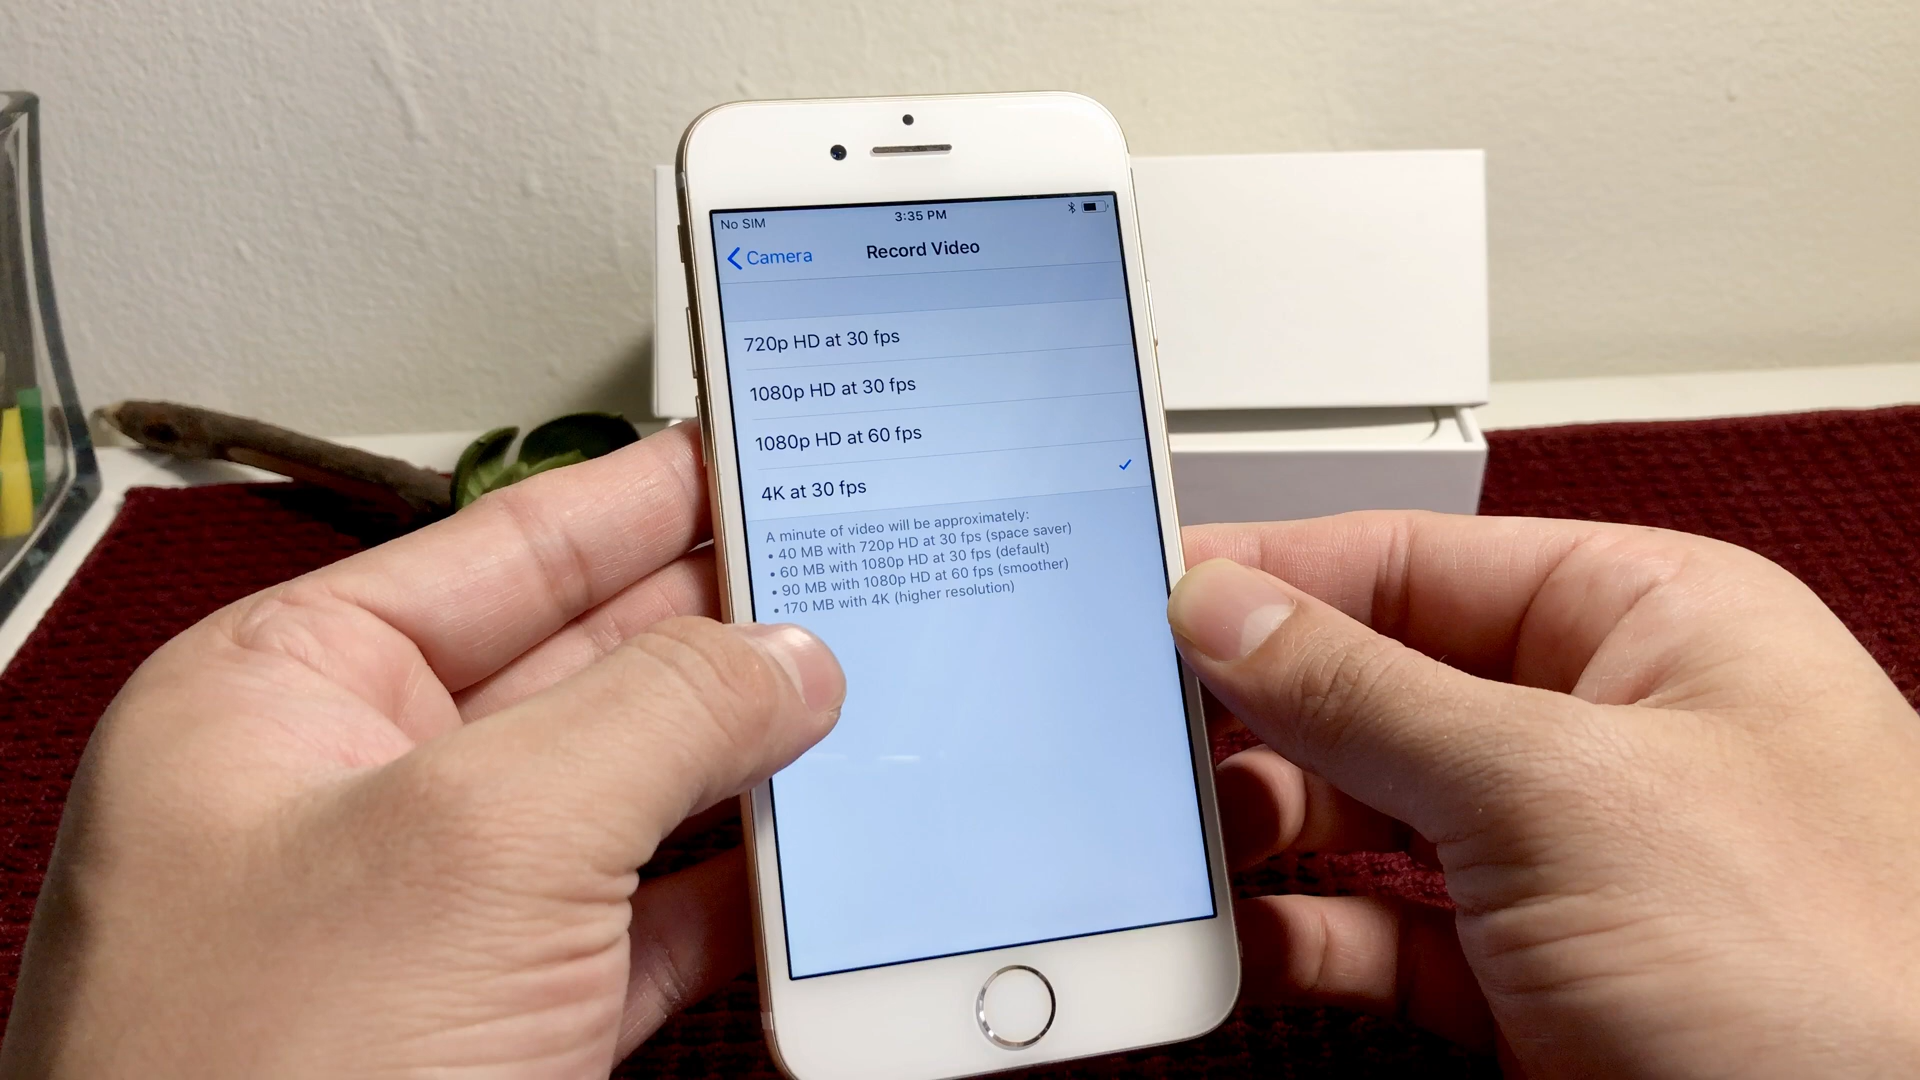 No SIM 3:35 PM
Camera Record Video
720p HD at 30 fps
1080p HD at 30 fps
1080p HD at 60 fps
4K at 30 fps
A minute of video will be approximately:
• 40 MB with 720p HD at 30 fps (space saver)
• 60 MB with 1080p HD at 30 fps (default)
• 90 MB with 1080p HD at 60 fps (smoother)
• 170 MB with 4K (higher resolution)